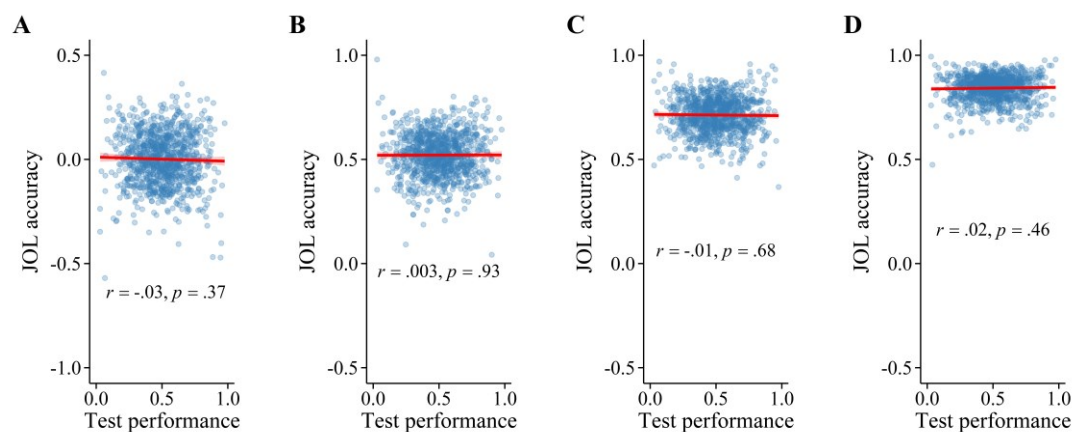 A
B
C
D
0.5
0.0
-0.5
-1.0
JOL accuracy
r = -.03, p = .37
0.0
0.5
1.0
Test performance
1.0
0.5
0.0
-0.5
JOL accuracy
r = .003, p = .93
0.0
0.5
1.0
Test performance
1.0
0.5
0.0
-0.5
JOL accuracy
r = -.01, p = .68
0.0
0.5
1.0
Test performance
1.0
0.5
0.0
-0.5
JOL accuracy
r = .02, p = .46
0.0
0.5
1.0
Test performance